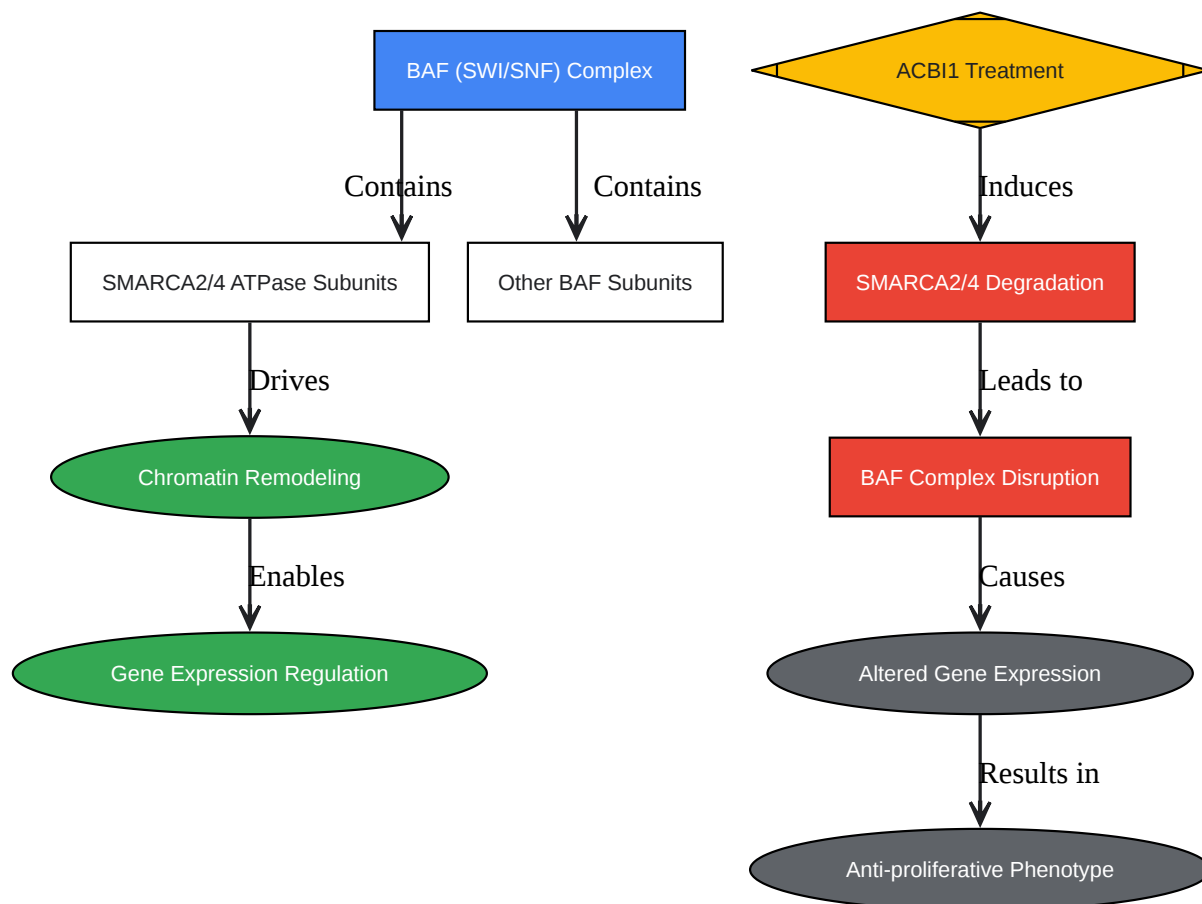 BAF (SWI/SNF) Complex
ACBI1 Treatment
Contains
Contains
Induces
SMARCA2/4 ATPase Subunits
Other BAF Subunits
SMARCA2/4 Degradation
Drives
Leads to
Chromatin Remodeling
BAF Complex Disruption
Enables
Causes
Gene Expression Regulation
Altered Gene Expression
Results in
Anti-proliferative Phenotype